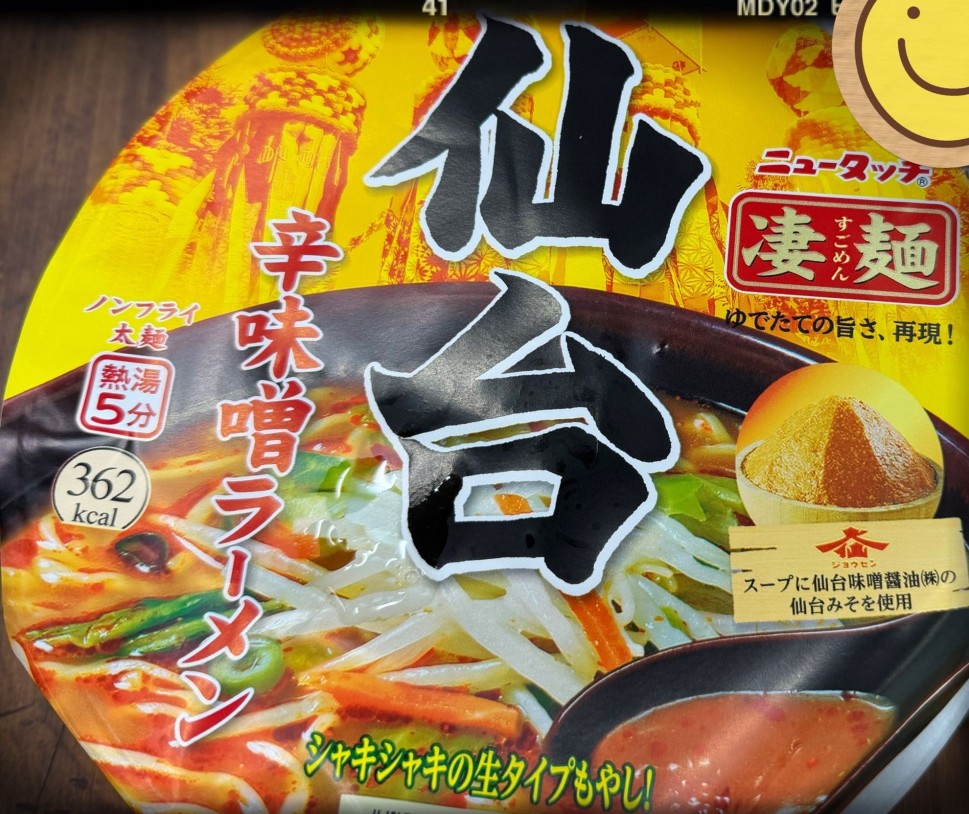 41
MDY02
仙台
辛味噌ラーメン
ニュータッチ®
凄麺
すごめん
ゆでたての旨さ、再現！
ノンフライ
太麺
熱湯
5分
362
kcal
仙
ジョウセン
スープに仙台味噌醤油㈱の
仙台みそを使用
シャキシャキの生タイプもやし！